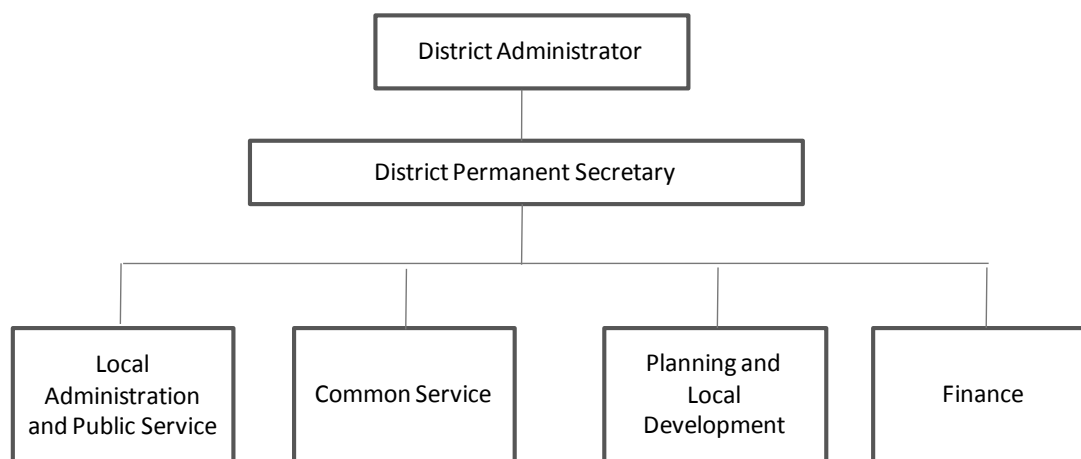 District Administrator
District Permanent Secretary
Local
Administration
and Public Service
Common Service
Planning and
Local
Development
Finance